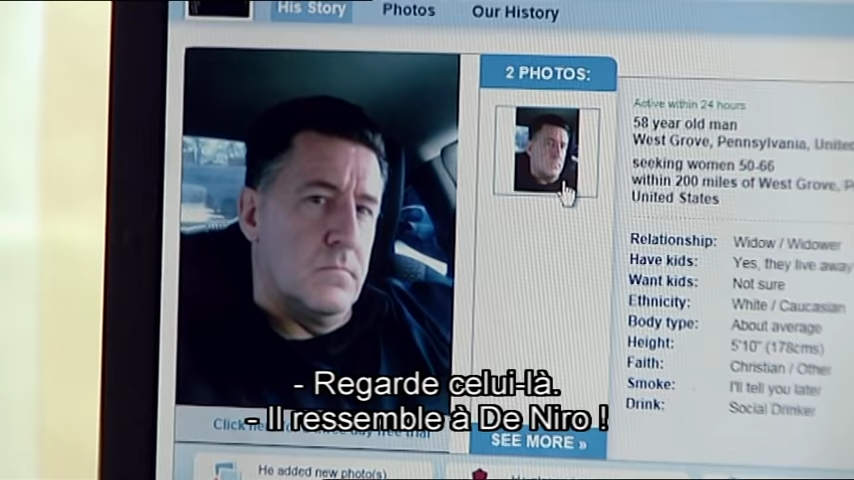 His Story
Photos
Our History
2 PHOTOS:
Active within 24 hours
58 year old man
West Grove, Pennsylvania, United
seeking women 50-66
within 200 miles of West Grove, P
United States
Relationship: Widow / Widower
Have kids: Yes, they live away
Want kids: Not sure
Ethnicity: White / Caucasian
Body type: About average
Height: 5'10" (178cms)
Faith: Christian / Other
Smoke: I'll tell you later
Drink: Social Drinker
- Regarde celui-là.
- Il ressemble à De Niro !
Click
free trial
SEE MORE »
He added new photo(s)